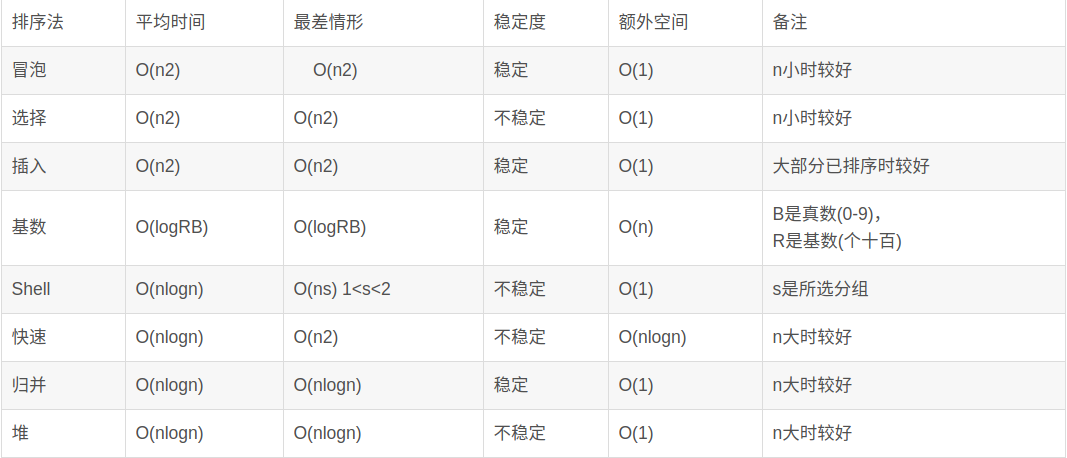 排序法 平均时间 最差情形 稳定度 额外空间 备注
冒泡 O(n2) O(n2) 稳定 O(1) n小时较好
选择 O(n2) O(n2) 不稳定 O(1) n小时较好
插入 O(n2) O(n2) 稳定 O(1) 大部分已排序时较好
基数 O(logRB) O(logRB) 稳定 O(n) B是真数(0-9)，
R是基数(个十百)
Shell O(nlogn) O(ns) 1<s<2 不稳定 O(1) s是所选分组
快速 O(nlogn) O(n2) 不稳定 O(nlogn) n大时较好
归并 O(nlogn) O(nlogn) 稳定 O(1) n大时较好
堆 O(nlogn) O(nlogn) 不稳定 O(1) n大时较好